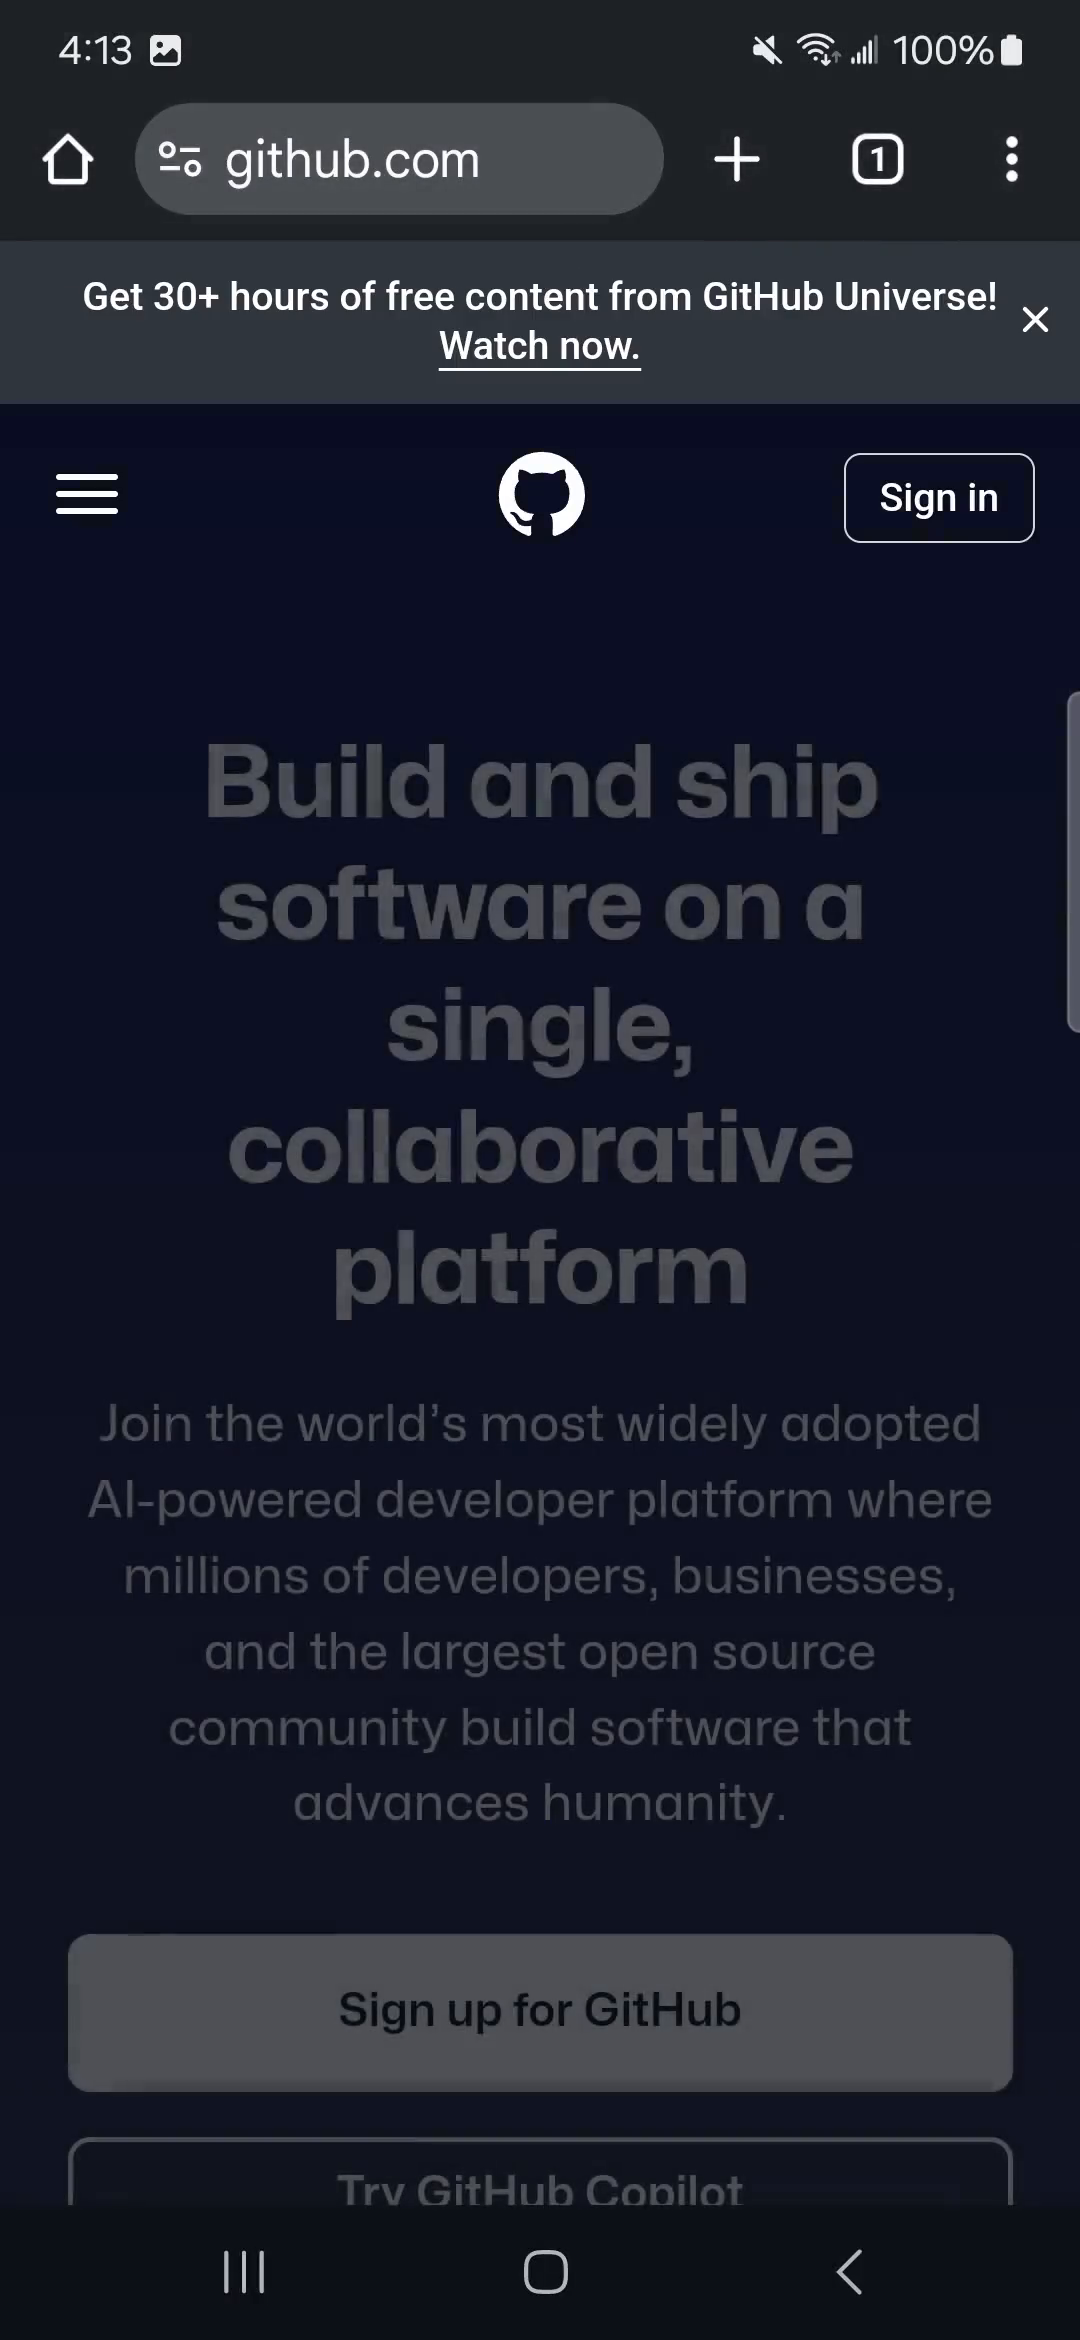 4:13
100%
github.com
1
Get 30+ hours of free content from GitHub Universe!
Watch now.
Sign in
Build and ship
software on a
single,
collaborative
platform
Join the world’s most widely adopted
AI-powered developer platform where
millions of developers, businesses,
and the largest open source
community build software that
advances humanity.
Sign up for GitHub
Try GitHub Copilot